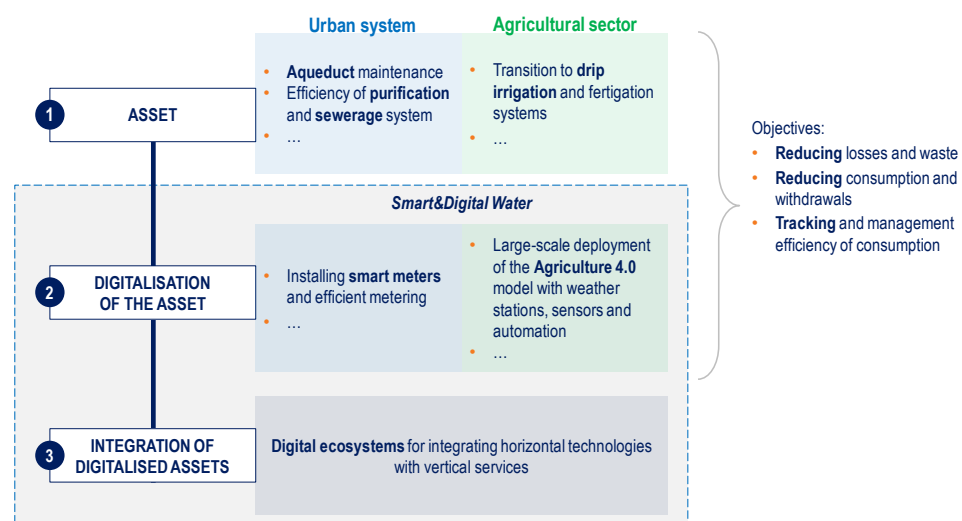 Urban system
Agricultural sector
1
ASSET
• Aqueduct maintenance
• Efficiency of purification
and sewerage system
• …
• Transition to drip
irrigation and fertigation
systems
• …
Smart&Digital Water
2
DIGITALISATION
OF THE ASSET
• Installing smart meters
and efficient metering
• …
• Large-scale deployment
of the Agriculture 4.0
model with weather
stations, sensors and
automation
• …
3
INTEGRATION OF
DIGITALISED ASSETS
Digital ecosystems for integrating horizontal technologies
with vertical services
Objectives:
• Reducing losses and waste
• Reducing consumption and
withdrawals
• Tracking and management
efficiency of consumption